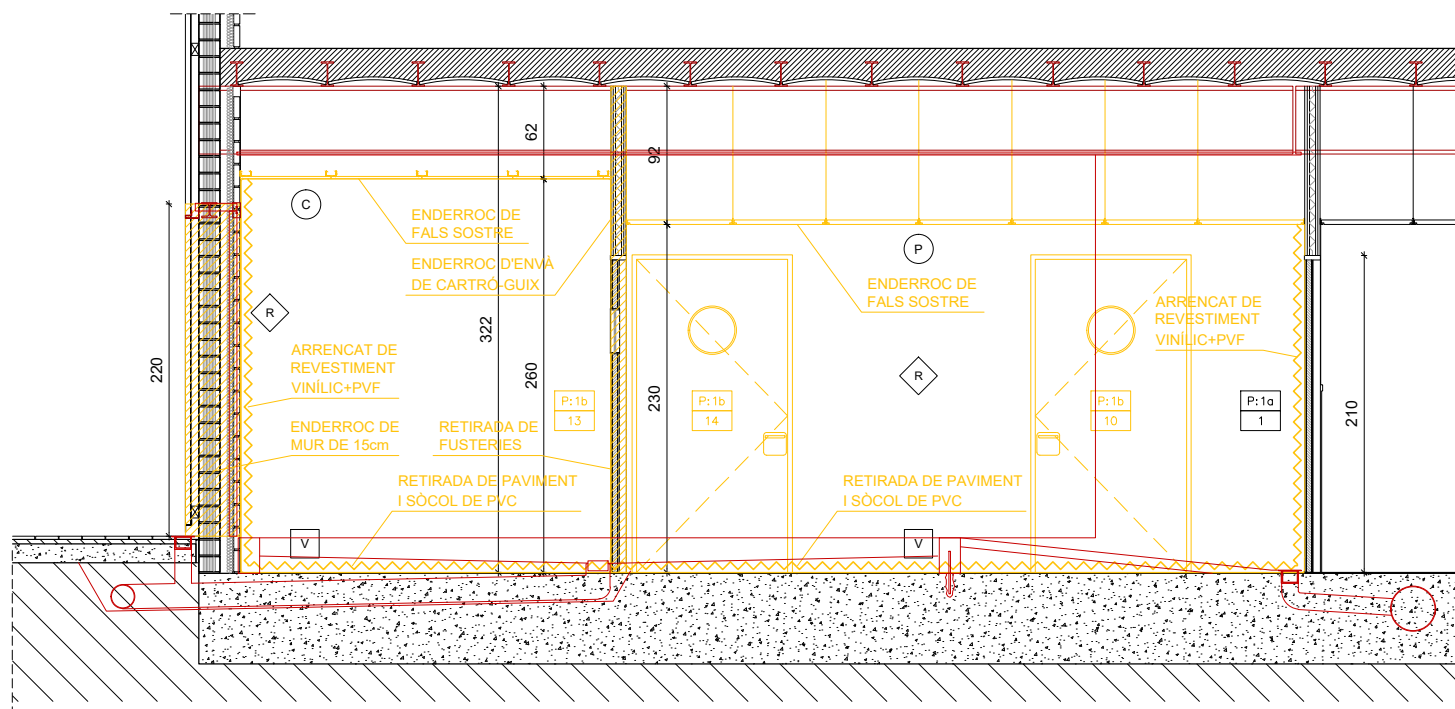 62
92
C
ENDERROC DE
FALS SOSTRE
P
ENDERROC D'ENVÀ
DE CARTRÓ-GUIX
ENDERROC DE
FALS SOSTRE
R
ARRENCAT DE
REVESTIMENT
VINÍLIC+PVF
322
220
ARRENCAT DE
REVESTIMENT
VINÍLIC+PVF
260
R
230
P:1b
13
P:1b
14
P:1b
10
P:1a
1
210
ENDERROC DE
MUR DE 15cm
RETIRADA DE
FUSTERIES
RETIRADA DE PAVIMENT
I SÒCOL DE PVC
RETIRADA DE PAVIMENT
I SÒCOL DE PVC
V
V